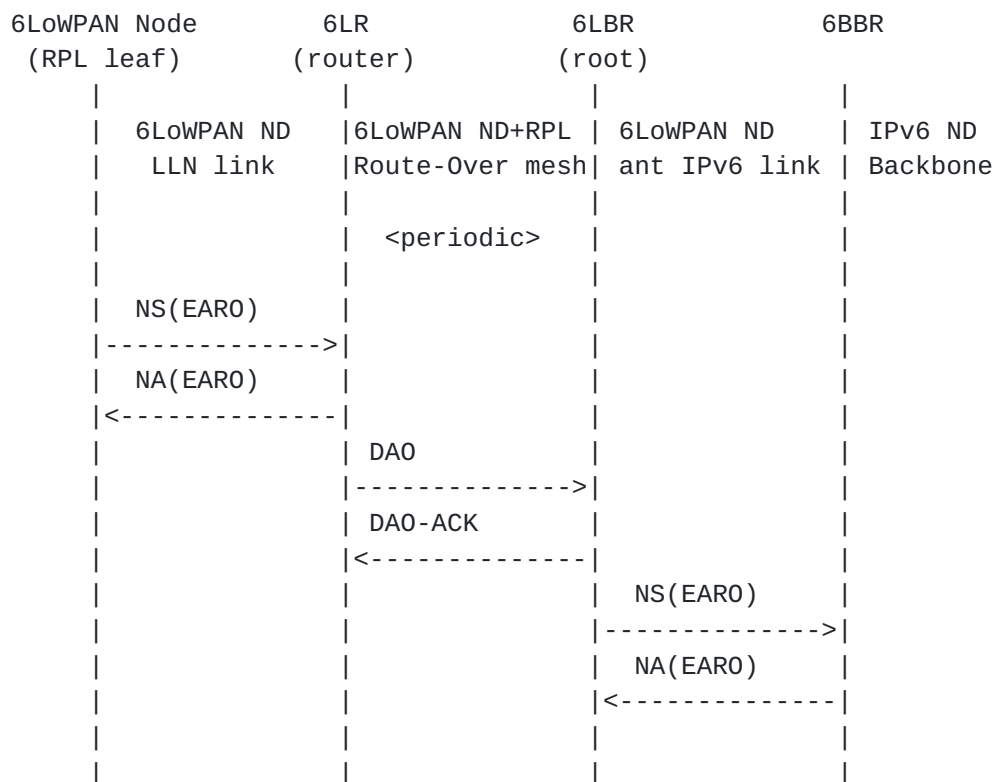 6LoWPAN Node 6LR 6LBR 6BBR
(RPL leaf) (router) (root)
6LoWPAN ND 6LoWPAN ND+RPL 6LoWPAN ND IPv6 ND
LLN link Route-Over mesh ant IPv6 link Backbone
<periodic>
NS(EARO)
NA(EARO)
DAO
DAO-ACK
NS(EARO)
NA(EARO)